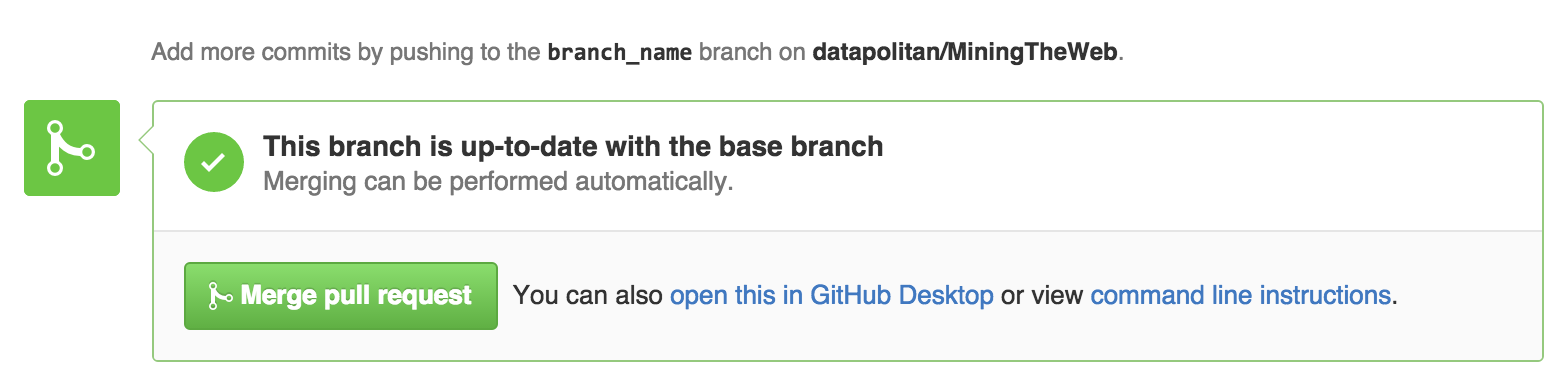 Add more commits by pushing to the branch_name branch on datapolitan/MiningTheWeb.
This branch is up-to-date with the base branch
Merging can be performed automatically.
Merge pull request You can also open this in GitHub Desktop or view command line instructions.